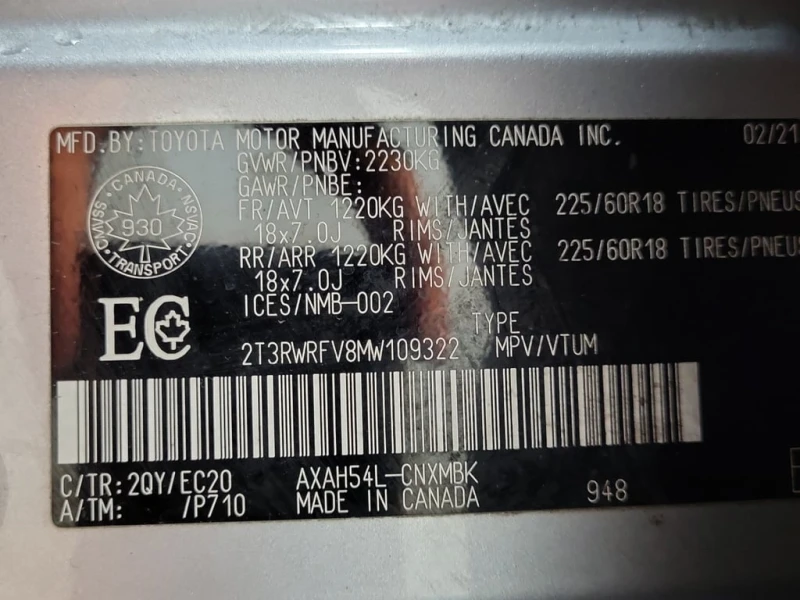 MFD.BY:TOYOTA MOTOR MANUFACTURING CANADA INC. 02/21
GVWR/PNBV:2230KG
GAWR/PNBE:
FR/AVT 1220KG WITH/AVEC 225/60R18 TIRES/PNEUS
18x7.0J RIMS/JANTES
RR/ARR 1220KG WITH/AVEC 225/60R18 TIRES/PNEUS
18x7.0J RIMS/JANTES
ICES/NMB-002
CANADA
CMVSS 930 NSVAC
TRANSPORT
EC
TYPE
2T3RWRFV8MW109322 MPV/VTUM
C/TR:2QY/EC20 AXAH54L-CNXMBK
A/TM: /P710 MADE IN CANADA 948